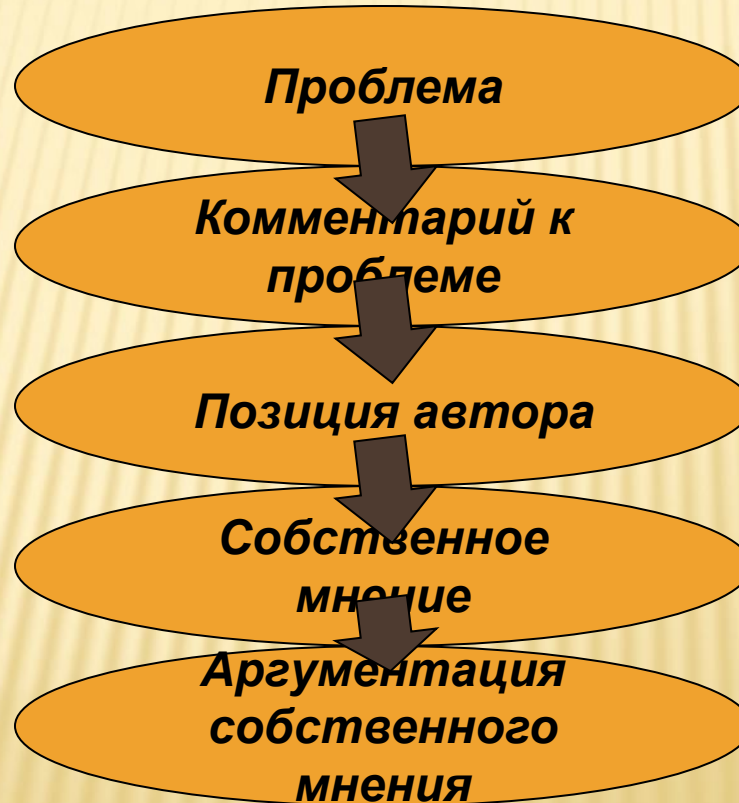 Проблема
Комментарий к
проблеме
Позиция автора
Собственное
мнение
Аргументация
собственного
мнения